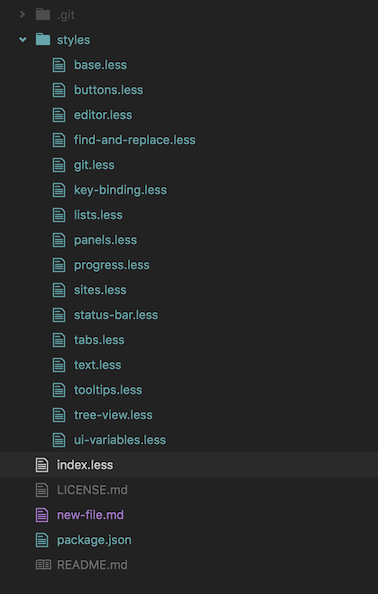 .git
styles
base.less
buttons.less
editor.less
find-and-replace.less
git.less
key-binding.less
lists.less
panels.less
progress.less
sites.less
status-bar.less
tabs.less
text.less
tooltips.less
tree-view.less
ui-variables.less
index.less
LICENSE.md
new-file.md
package.json
README.md